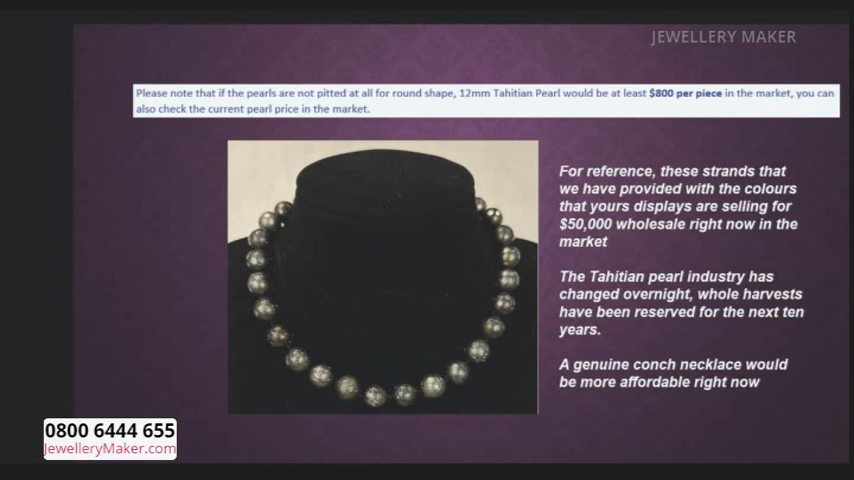 JEWELLERY MAKER
Please note that if the pearls are not pitted at all for round shape, 12mm Tahitian Pearl would be at least $800 per piece in the market, you can
also check the current pearl price in the market.
For reference, these strands that
we have provided with the colours
that yours displays are selling for
$50,000 wholesale right now in the
market
The Tahitian pearl industry has
changed overnight, whole harvests
have been reserved for the next ten
years.
A genuine conch necklace would
be more affordable right now
0800 6444 655
JewelleryMaker.com